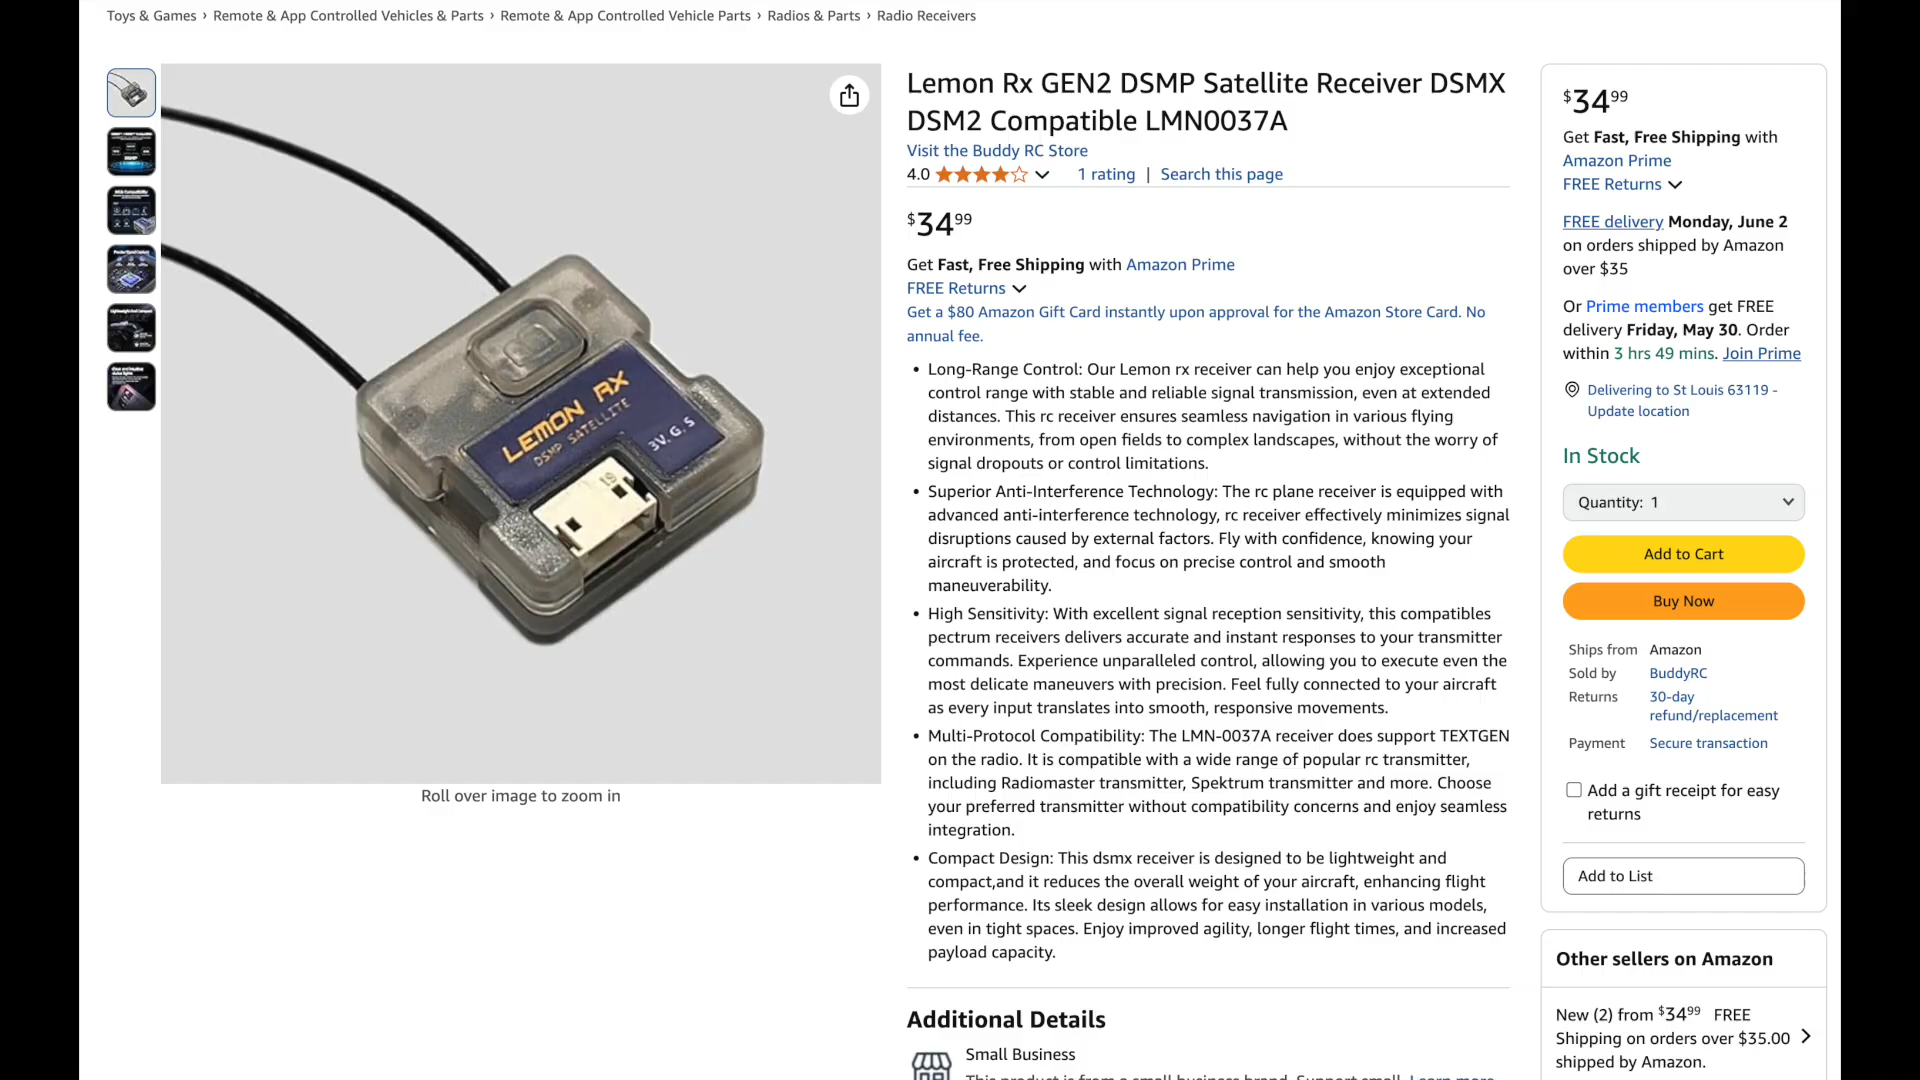 Toys & Games › Remote & App Controlled Vehicles & Parts › Remote & App Controlled Vehicle Parts › Radios & Parts › Radio Receivers
LEMON RX
DSMP SATELLITE
3V, G, S
Roll over image to zoom in
Lemon Rx GEN2 DSMP Satellite Receiver DSMX
DSM2 Compatible LMN0037A
Visit the Buddy RC Store
4.0 1 rating | Search this page
$34.99
Get Fast, Free Shipping with Amazon Prime
FREE Returns
Get a $80 Amazon Gift Card instantly upon approval for the Amazon Store Card. No
annual fee.
• Long-Range Control: Our Lemon rx receiver can help you enjoy exceptional
control range with stable and reliable signal transmission, even at extended
distances. This rc receiver ensures seamless navigation in various flying
environments, from open fields to complex landscapes, without the worry of
signal dropouts or control limitations.
• Superior Anti-Interference Technology: The rc plane receiver is equipped with
advanced anti-interference technology, rc receiver effectively minimizes signal
disruptions caused by external factors. Fly with confidence, knowing your
aircraft is protected, and focus on precise control and smooth
maneuverability.
• High Sensitivity: With excellent signal reception sensitivity, this compatibles
pectrum receivers delivers accurate and instant responses to your transmitter
commands. Experience unparalleled control, allowing you to execute even the
most delicate maneuvers with precision. Feel fully connected to your aircraft
as every input translates into smooth, responsive movements.
• Multi-Protocol Compatibility: The LMN-0037A receiver does support TEXTGEN
on the radio. It is compatible with a wide range of popular rc transmitter,
including Radiomaster transmitter, Spektrum transmitter and more. Choose
your preferred transmitter without compatibility concerns and enjoy seamless
integration.
• Compact Design: This dsmx receiver is designed to be lightweight and
compact,and it reduces the overall weight of your aircraft, enhancing flight
performance. Its sleek design allows for easy installation in various models,
even in tight spaces. Enjoy improved agility, longer flight times, and increased
payload capacity.
Additional Details
Small Business
This product is from a small business brand. Support small. Learn more
$34.99
Get Fast, Free Shipping with
Amazon Prime
FREE Returns
FREE delivery Monday, June 2
on orders shipped by Amazon
over $35
Or Prime members get FREE
delivery Friday, May 30. Order
within 3 hrs 49 mins. Join Prime
Delivering to St Louis 63119 -
Update location
In Stock
Quantity: 1
Add to Cart
Buy Now
Ships from Amazon
Sold by BuddyRC
Returns 30-day
refund/replacement
Payment Secure transaction
Add a gift receipt for easy
returns
Add to List
Other sellers on Amazon
New (2) from $34.99 FREE
Shipping on orders over $35.00
shipped by Amazon.